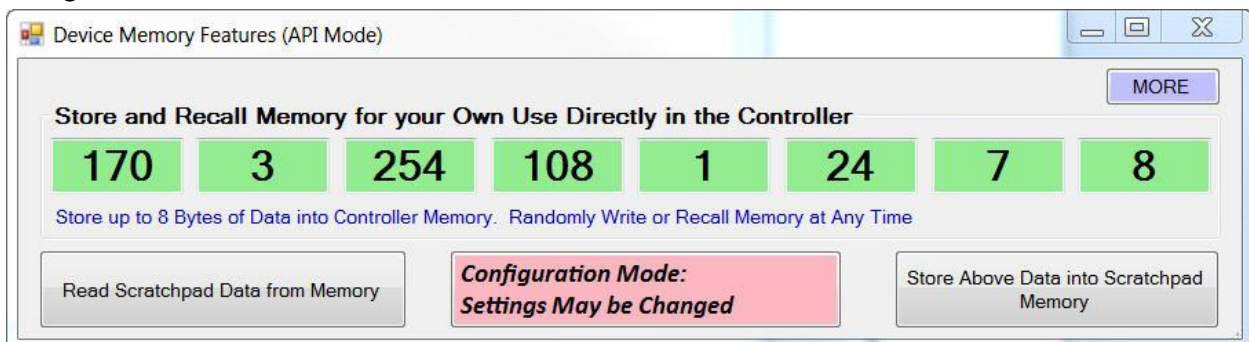 Device Memory Features (API Mode)
MORE
Store and Recall Memory for your Own Use Directly in the Controller
170 3 254 108 1 24 7 8
Store up to 8 Bytes of Data into Controller Memory. Randomly Write or Recall Memory at Any Time
Read Scratchpad Data from Memory
Configuration Mode:
Settings May be Changed
Store Above Data into Scratchpad
Memory